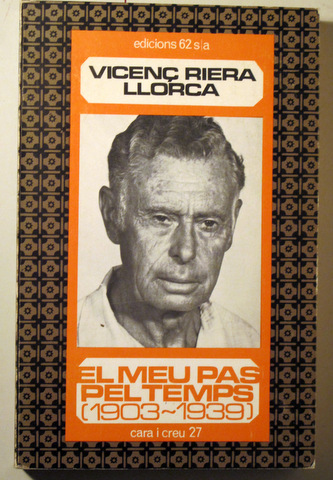 edicions 62 s|a
VICENÇ RIERA
LLORCA
EL MEU PAS
PEL TEMPS
(1903~1939)
cara i creu 27